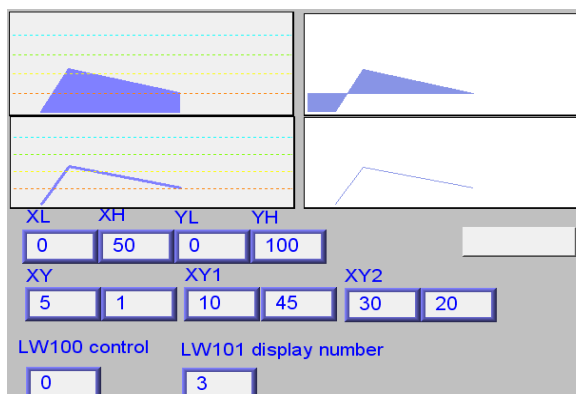 XL XH YL YH
0 50 0 100
XY XY1 XY2
5 1 10 45 30 20
LW100 control LW101 display number
0 3